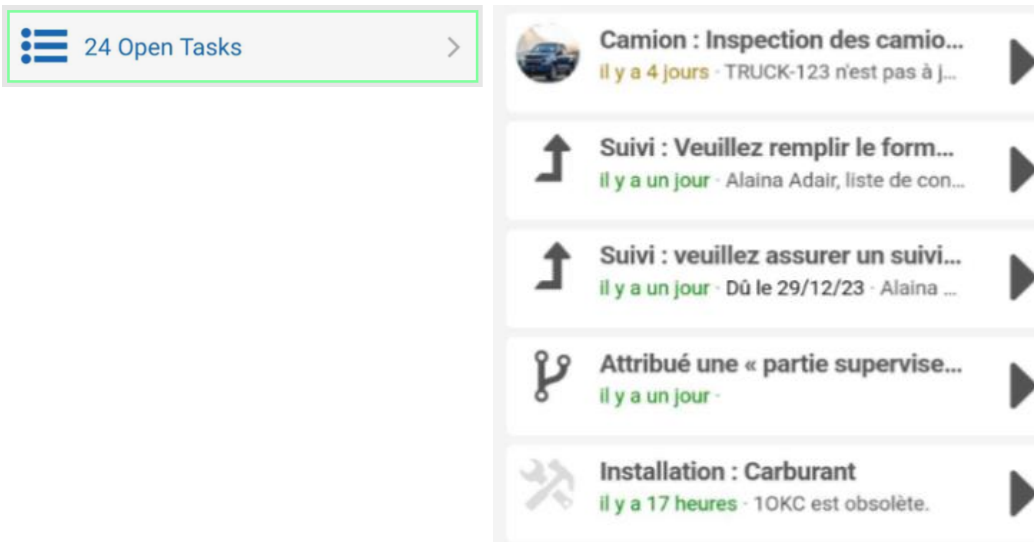 24 Open Tasks
Camion : Inspection des camio...
il y a 4 jours · TRUCK-123 n'est pas à j...
Suivi : Veuillez remplir le form...
il y a un jour · Alaina Adair, liste de con...
Suivi : veuillez assurer un suivi...
il y a un jour · Dû le 29/12/23 · Alaina ...
Attribué une « partie supervise...
il y a un jour ·
Installation : Carburant
il y a 17 heures · 1OKC est obsolète.